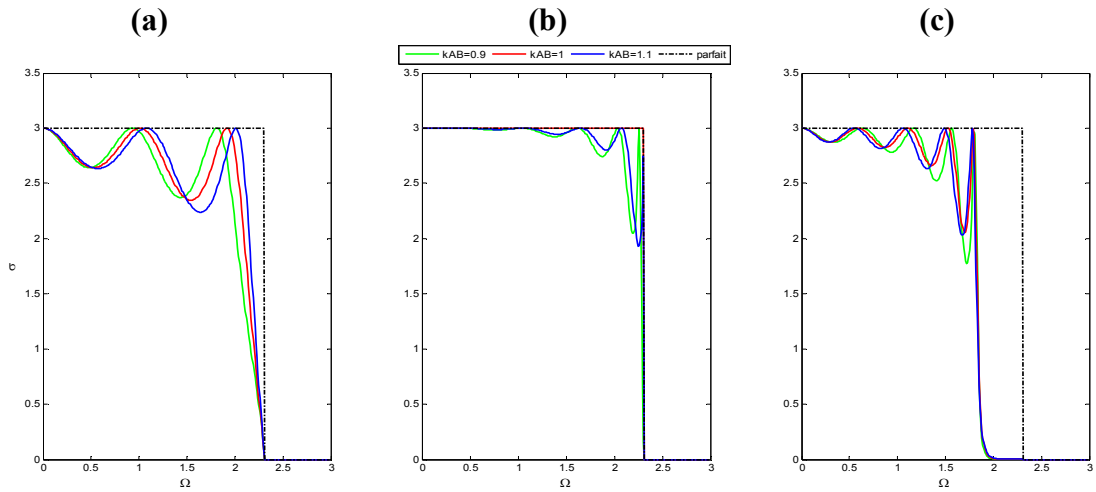 (a) (b) (c)
kAB=0.9 kAB=1 kAB=1.1 parfait
3.5 3.5 3.5
3 3 3
2.5 2.5 2.5
2 2 2
σ
1.5 1.5 1.5
1 1 1
0.5 0.5 0.5
0 0 0
0 0.5 1 1.5 2 2.5 3 0 0.5 1 1.5 2 2.5 3 0 0.5 1 1.5 2 2.5 3
Ω Ω Ω